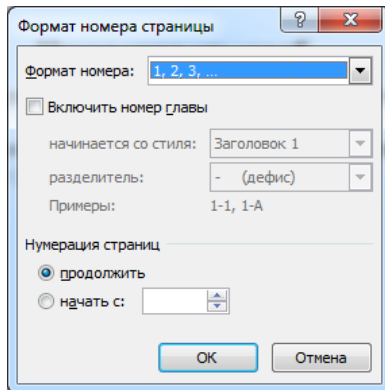 Формат номера страницы
Формат номера: 1, 2, 3, ...
Включить номер главы
начинается со стиля: Заголовок 1
разделитель: - (дефис)
Примеры: 1-1, 1-А
Нумерация страниц
продолжить
начать с:
ОК Отмена